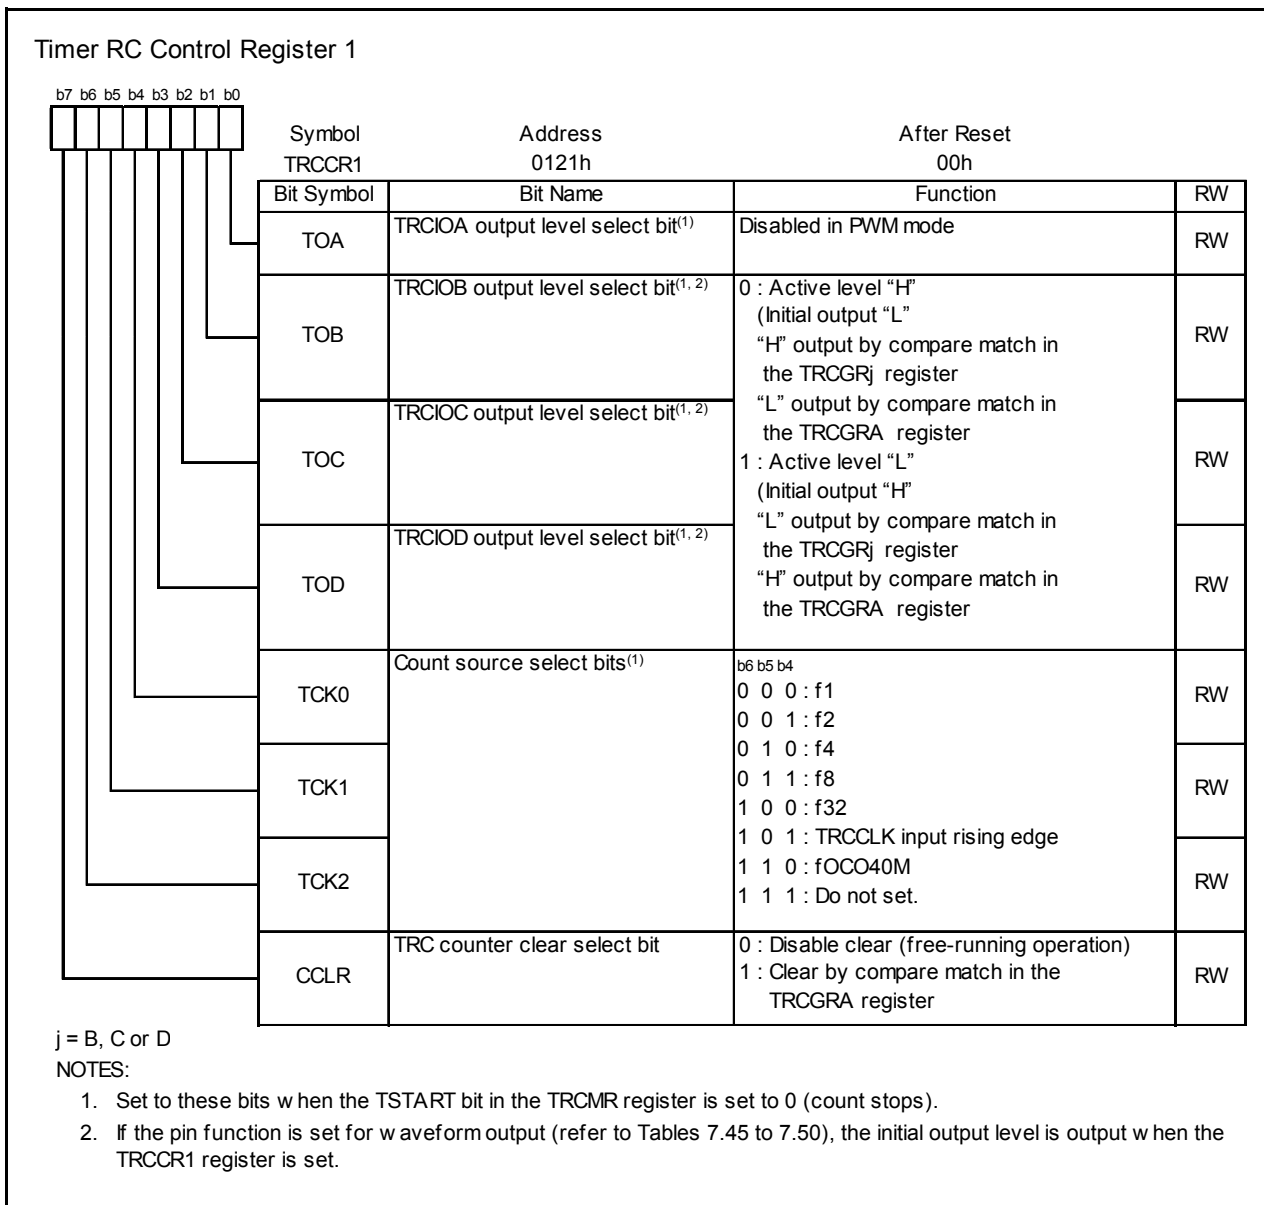 Timer RC Control Register 1
b7 b6 b5 b4 b3 b2 b1 b0
Symbol Address After Reset
TRCCR1 0121h 00h
Bit Symbol Bit Name Function RW
TOA TRCIOA output level select bit(1) Disabled in PWM mode RW
TOB TRCIOB output level select bit(1, 2) RW
0 : Active level “H”
(Initial output “L”
“H” output by compare match in
the TRCGRj register
“L” output by compare match in
the TRCGRA register
1 : Active level “L”
(Initial output “H”
“L” output by compare match in
the TRCGRj register
“H” output by compare match in
the TRCGRA register
TOC TRCIOC output level select bit(1, 2) RW
TOD TRCIOD output level select bit(1, 2) RW
TCK0 Count source select bits(1) RW
b6 b5 b4
0 0 0 : f1
0 0 1 : f2
0 1 0 : f4
0 1 1 : f8
1 0 0 : f32
1 0 1 : TRCCLK input rising edge
1 1 0 : fOCO40M
1 1 1 : Do not set.
TCK1 RW
TCK2 RW
CCLR TRC counter clear select bit RW
0 : Disable clear (free-running operation)
1 : Clear by compare match in the
TRCGRA register
j = B, C or D
NOTES:
1. Set to these bits when the TSTART bit in the TRCMR register is set to 0 (count stops).
2. If the pin function is set for waveform output (refer to Tables 7.45 to 7.50), the initial output level is output when the
TRCCR1 register is set.